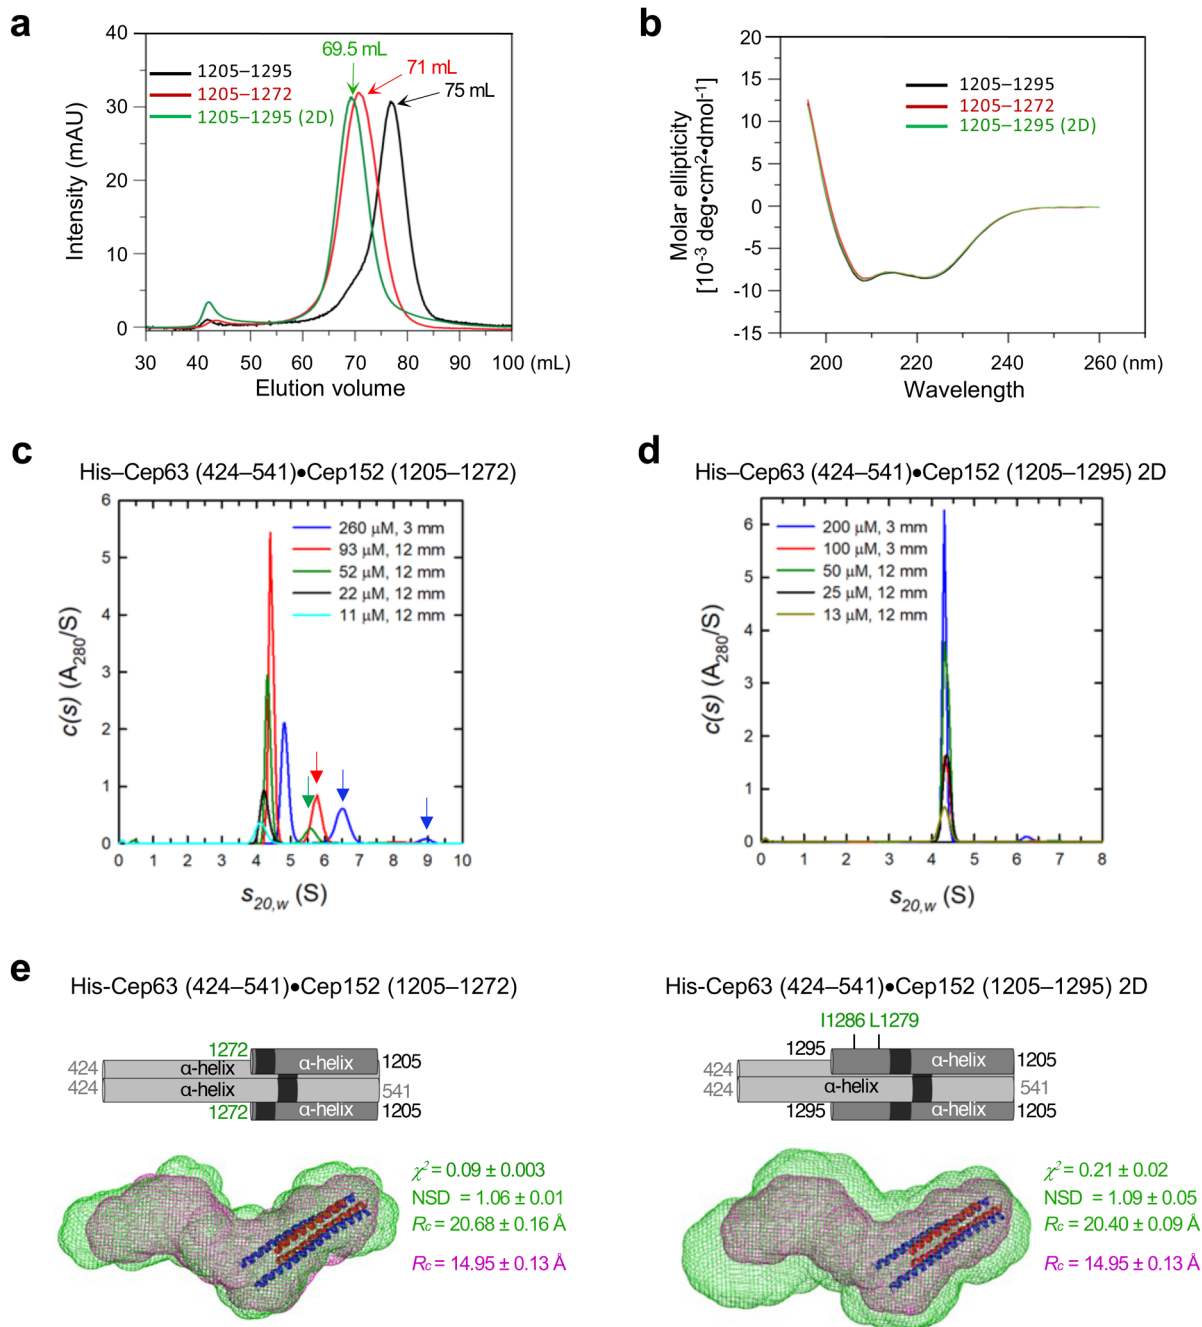 a
40
30
20
10
0
Intensity (mAU)
1205–1295
1205–1272
1205–1295 (2D)
69.5 mL
71 mL
75 mL
30 40 50 60 70 80 90 100 (mL)
Elution volume
b
20
15
10
5
0
-5
-10
-15
Molar ellipticity
[10⁻³ deg•cm²•dmol⁻¹]
1205–1295
1205–1272
1205–1295 (2D)
200 220 240 260 (nm)
Wavelength
c
His–Cep63 (424–541)●Cep152 (1205–1272)
6
5
4
3
2
1
0
c(s) (A280/S)
260 µM, 3 mm
93 µM, 12 mm
52 µM, 12 mm
22 µM, 12 mm
11 µM, 12 mm
0 1 2 3 4 5 6 7 8 9 10
s20,w (S)
d
His–Cep63 (424–541)●Cep152 (1205–1295) 2D
6
5
4
3
2
1
0
c(s) (A280/S)
200 µM, 3 mm
100 µM, 3 mm
50 µM, 12 mm
25 µM, 12 mm
13 µM, 12 mm
0 1 2 3 4 5 6 7 8
s20,w (S)
e
His-Cep63 (424–541)●Cep152 (1205–1272)
1272 α-helix 1205
424 α-helix
424 α-helix 541
1272 α-helix 1205
χ² = 0.09 ± 0.003
NSD = 1.06 ± 0.01
Rc = 20.68 ± 0.16 Å
Rc = 14.95 ± 0.13 Å
His-Cep63 (424–541)●Cep152 (1205–1295) 2D
I1286 L1279
1295 α-helix 1205
424
424 α-helix 541
1295 α-helix 1205
χ² = 0.21 ± 0.02
NSD = 1.09 ± 0.05
Rc = 20.40 ± 0.09 Å
Rc = 14.95 ± 0.13 Å